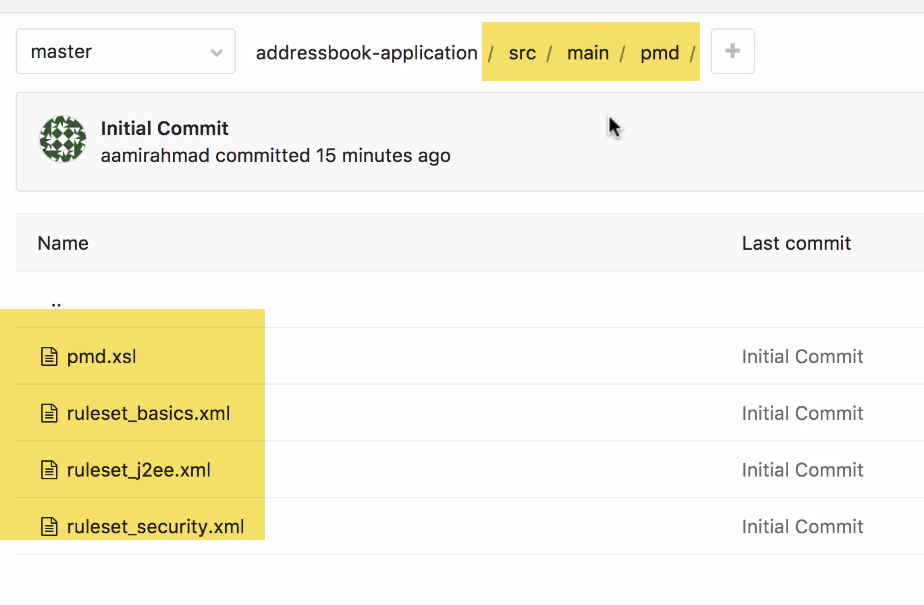 master addressbook-application / src / main / pmd / +
Initial Commit
aamirahmad committed 15 minutes ago
Name Last commit
..
pmd.xsl Initial Commit
ruleset_basics.xml Initial Commit
ruleset_j2ee.xml Initial Commit
ruleset_security.xml Initial Commit